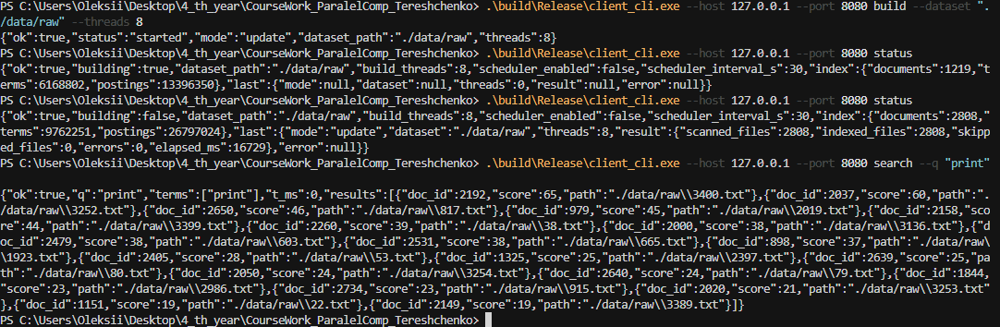 PS C:\Users\Oleksii\Desktop\4_th_year\CourseWork_ParalelComp_Tereshchenko> .\build\Release\client_cli.exe --host 127.0.0.1 --port 8080 build --dataset ".
/data/raw" --threads 8
{"ok":true,"status":"started","mode":"update","dataset_path":"./data/raw","threads":8}
PS C:\Users\Oleksii\Desktop\4_th_year\CourseWork_ParalelComp_Tereshchenko> .\build\Release\client_cli.exe --host 127.0.0.1 --port 8080 status
{"ok":true,"building":true,"dataset_path":"./data/raw","build_threads":8,"scheduler_enabled":false,"scheduler_interval_s":30,"index":{"documents":1219,"t
erms":6168802,"postings":13396350},"last":{"mode":null,"dataset":null,"threads":0,"result":null,"error":null}}
PS C:\Users\Oleksii\Desktop\4_th_year\CourseWork_ParalelComp_Tereshchenko> .\build\Release\client_cli.exe --host 127.0.0.1 --port 8080 status
{"ok":true,"building":false,"dataset_path":"./data/raw","build_threads":8,"scheduler_enabled":false,"scheduler_interval_s":30,"index":{"documents":2808,"
terms":9762251,"postings":26797024},"last":{"mode":"update","dataset":"./data/raw","threads":8,"result":{"scanned_files":2808,"indexed_files":2808,"skipp
ed_files":0,"errors":0,"elapsed_ms":16729},"error":null}}
PS C:\Users\Oleksii\Desktop\4_th_year\CourseWork_ParalelComp_Tereshchenko> .\build\Release\client_cli.exe --host 127.0.0.1 --port 8080 search --q "print"
{"ok":true,"q":"print","terms":["print"],"t_ms":0,"results":[{"doc_id":2192,"score":65,"path":"./data/raw\\3400.txt"},{"doc_id":2037,"score":60,"path":".
/data/raw\\3252.txt"},{"doc_id":2650,"score":46,"path":"./data/raw\\817.txt"},{"doc_id":979,"score":45,"path":"./data/raw\\2019.txt"},{"doc_id":2158,"sco
re":44,"path":"./data/raw\\3399.txt"},{"doc_id":2260,"score":39,"path":"./data/raw\\38.txt"},{"doc_id":2000,"score":38,"path":"./data/raw\\3136.txt"},{"d
oc_id":2479,"score":38,"path":"./data/raw\\603.txt"},{"doc_id":2531,"score":38,"path":"./data/raw\\665.txt"},{"doc_id":898,"score":37,"path":"./data/raw\
\1923.txt"},{"doc_id":2405,"score":28,"path":"./data/raw\\53.txt"},{"doc_id":1325,"score":25,"path":"./data/raw\\2397.txt"},{"doc_id":2639,"score":25,"pa
th":"./data/raw\\80.txt"},{"doc_id":2050,"score":24,"path":"./data/raw\\3254.txt"},{"doc_id":2640,"score":24,"path":"./data/raw\\79.txt"},{"doc_id":1844,
"score":23,"path":"./data/raw\\2986.txt"},{"doc_id":2734,"score":23,"path":"./data/raw\\915.txt"},{"doc_id":2020,"score":21,"path":"./data/raw\\3253.txt"
},{"doc_id":1151,"score":19,"path":"./data/raw\\22.txt"},{"doc_id":2149,"score":19,"path":"./data/raw\\3389.txt"}]}
PS C:\Users\Oleksii\Desktop\4_th_year\CourseWork_ParalelComp_Tereshchenko>